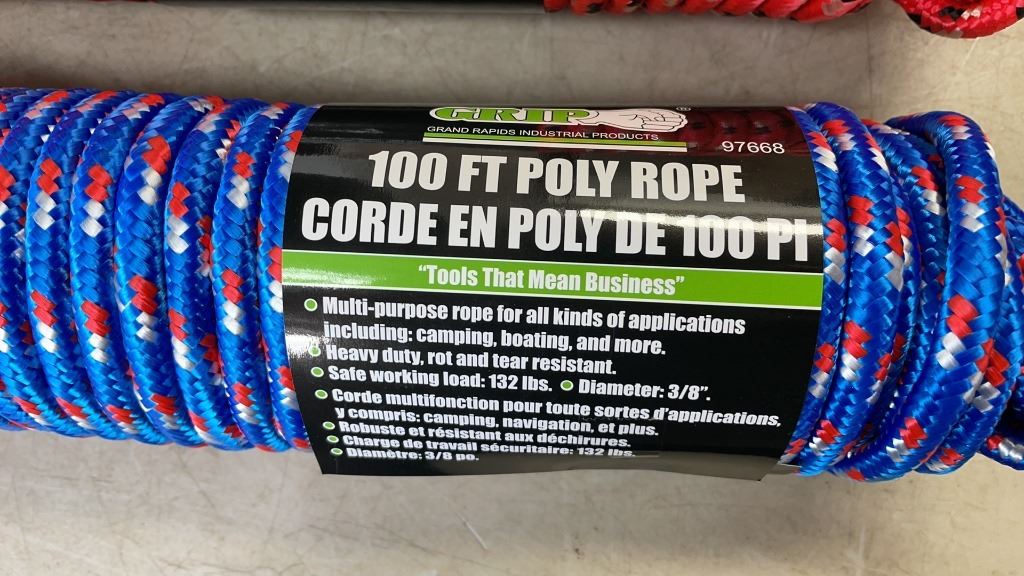 GRIP®
GRAND RAPIDS INDUSTRIAL PRODUCTS
97668
100 FT POLY ROPE
CORDE EN POLY DE 100 PI
“Tools That Mean Business”
• Multi-purpose rope for all kinds of applications
including: camping, boating, and more.
• Heavy duty, rot and tear resistant.
• Safe working load: 132 lbs. • Diameter: 3/8”.
• Corde multifonction pour toute sortes d’applications,
y compris: camping, navigation, et plus.
• Robuste et résistant aux déchirures.
• Charge de travail sécuritaire: 132 lbs.
• Diamètre: 3/8 po.